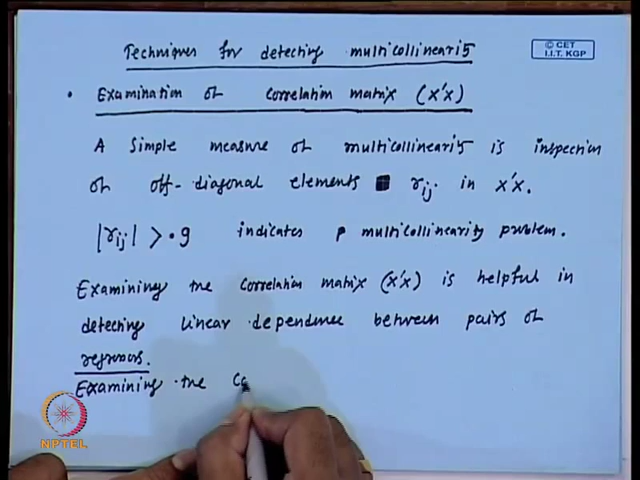 Techniques for detecting multicollinearity
© CET
I.I.T. KGP
• Examination of Correlation matrix (x'x)
A simple measure of multicollinearity is inspection
of off-diagonal elements rij in x'x.
|rij| > .9 indicates multicollinearity problem.
Examining the correlation matrix (x'x) is helpful in
detecting linear dependence between pairs of
regressors.
Examining the Co
NPTEL